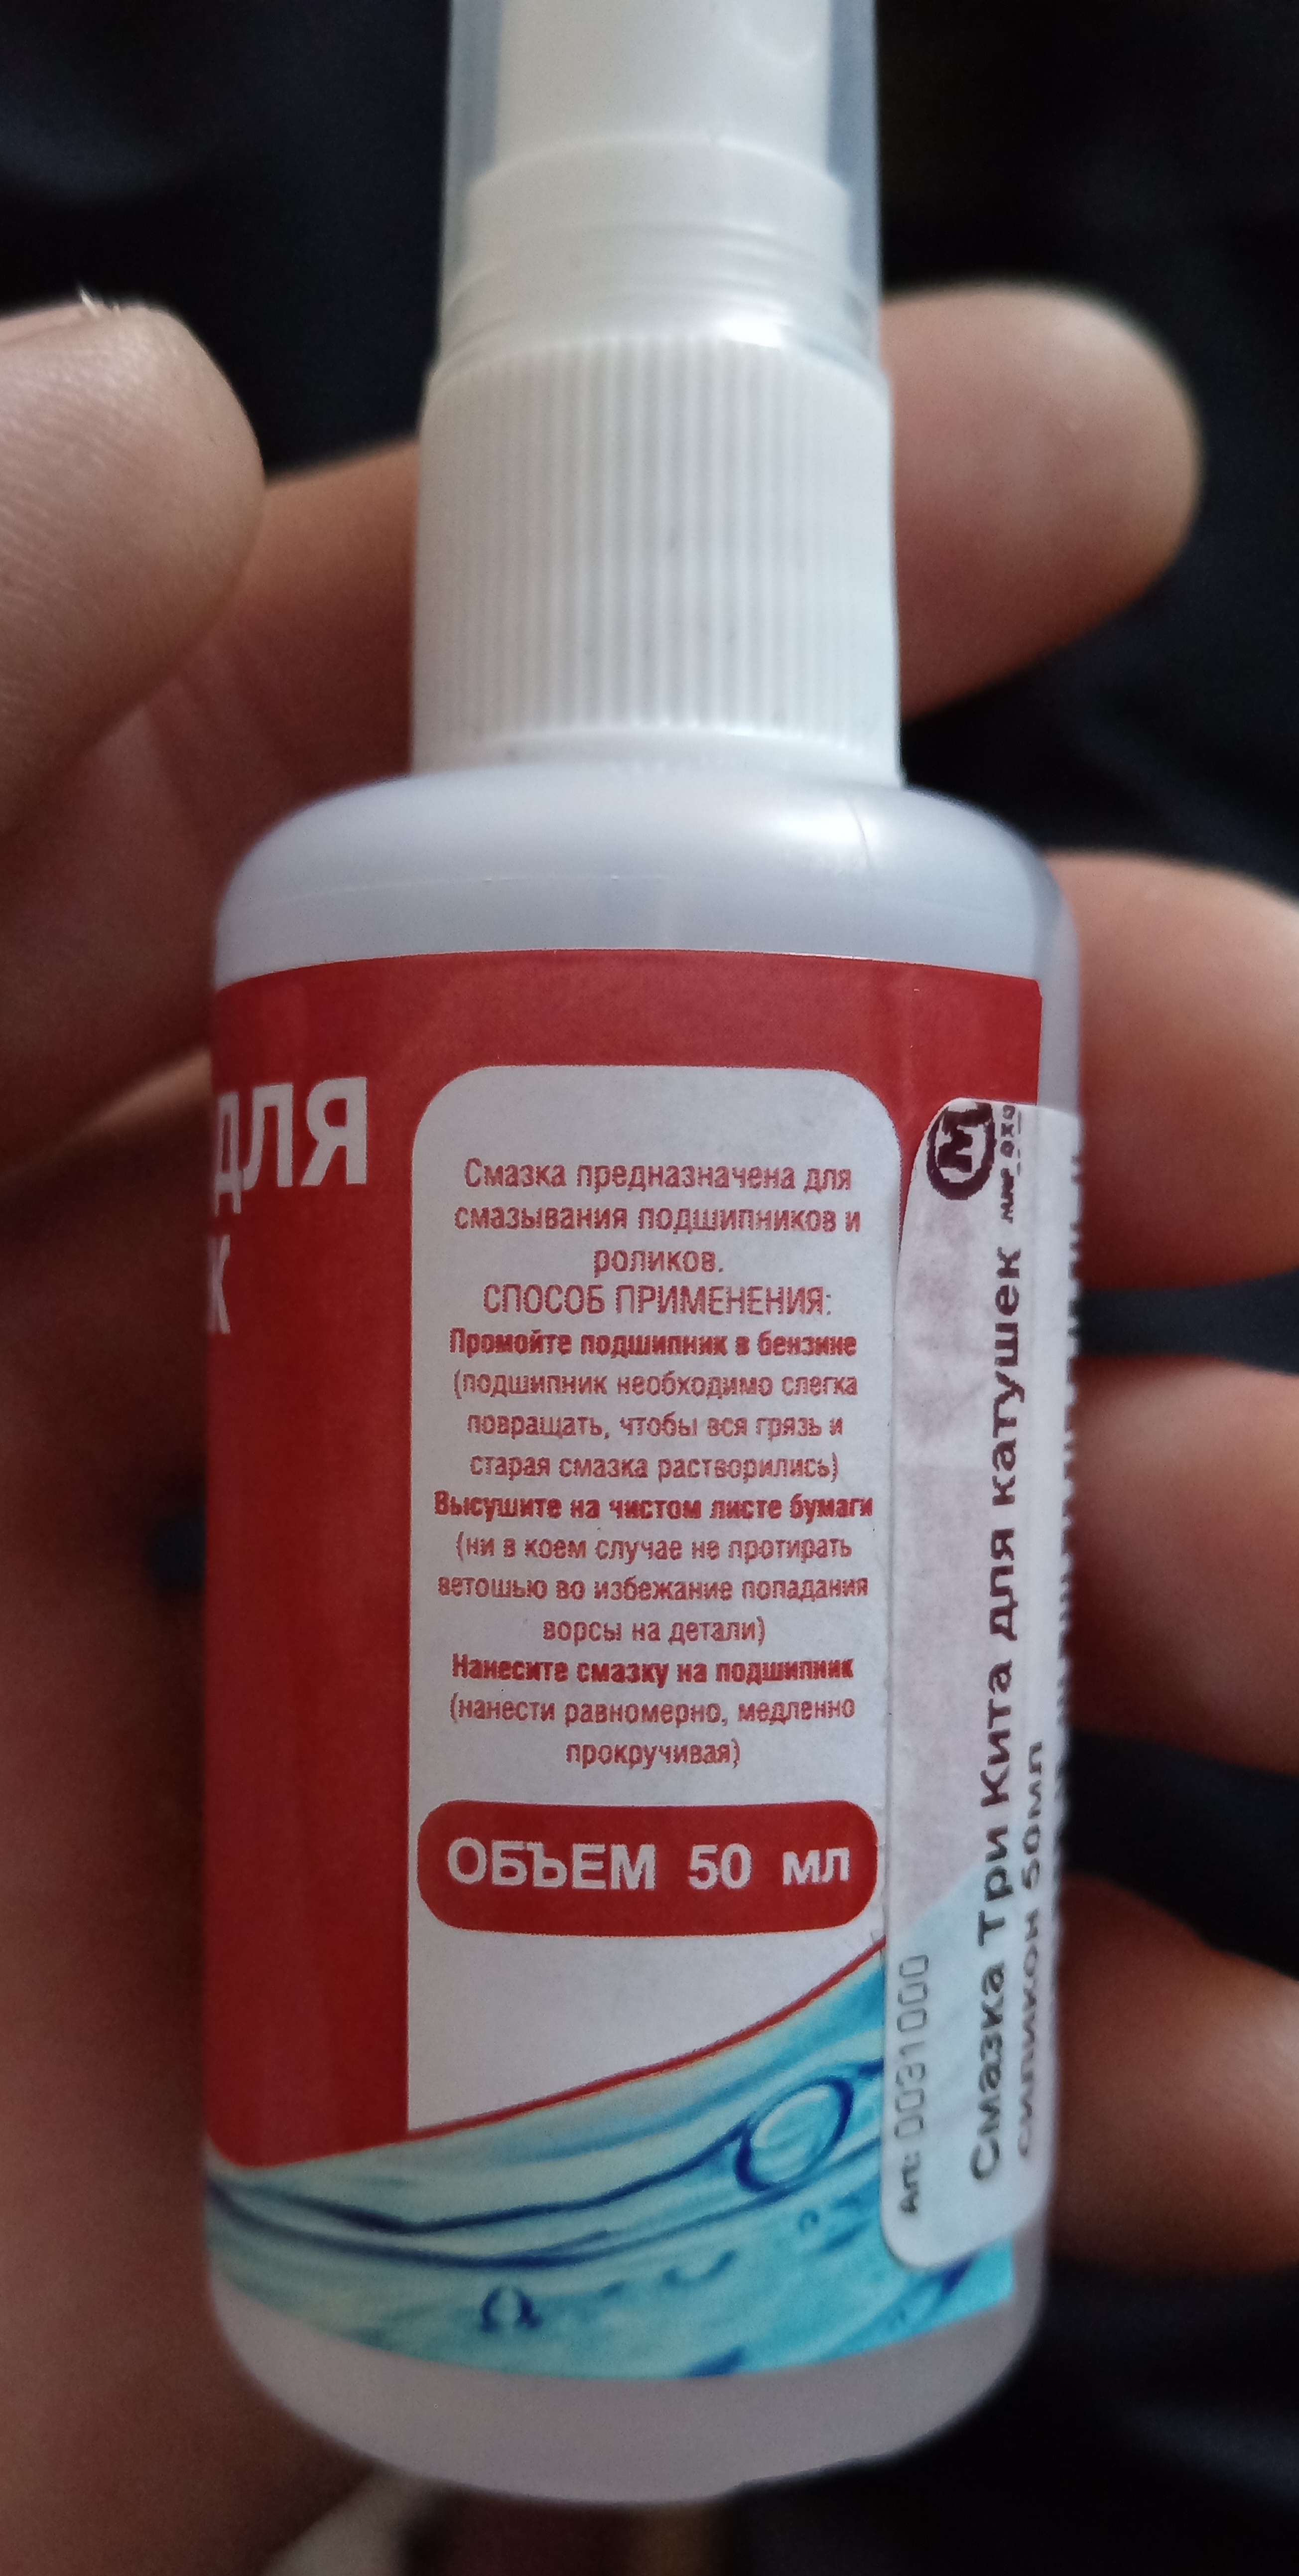 ДЛЯ
К
Смазка предназначена для
смазывания подшипников и
роликов.
СПОСОБ ПРИМЕНЕНИЯ:
Промойте подшипник в бензине
(подшипник необходимо слегка
повращать, чтобы вся грязь и
старая смазка растворились)
Высушите на чистом листе бумаги
(ни в коем случае не протирать
ветошью во избежание попадания
ворсы на детали)
Нанесите смазку на подшипник
(нанести равномерно, медленно
прокручивая)
ОБЪЕМ 50 мл
М
Арт: 0031000
Смазка Три Кита для катушек
силикон 50мл